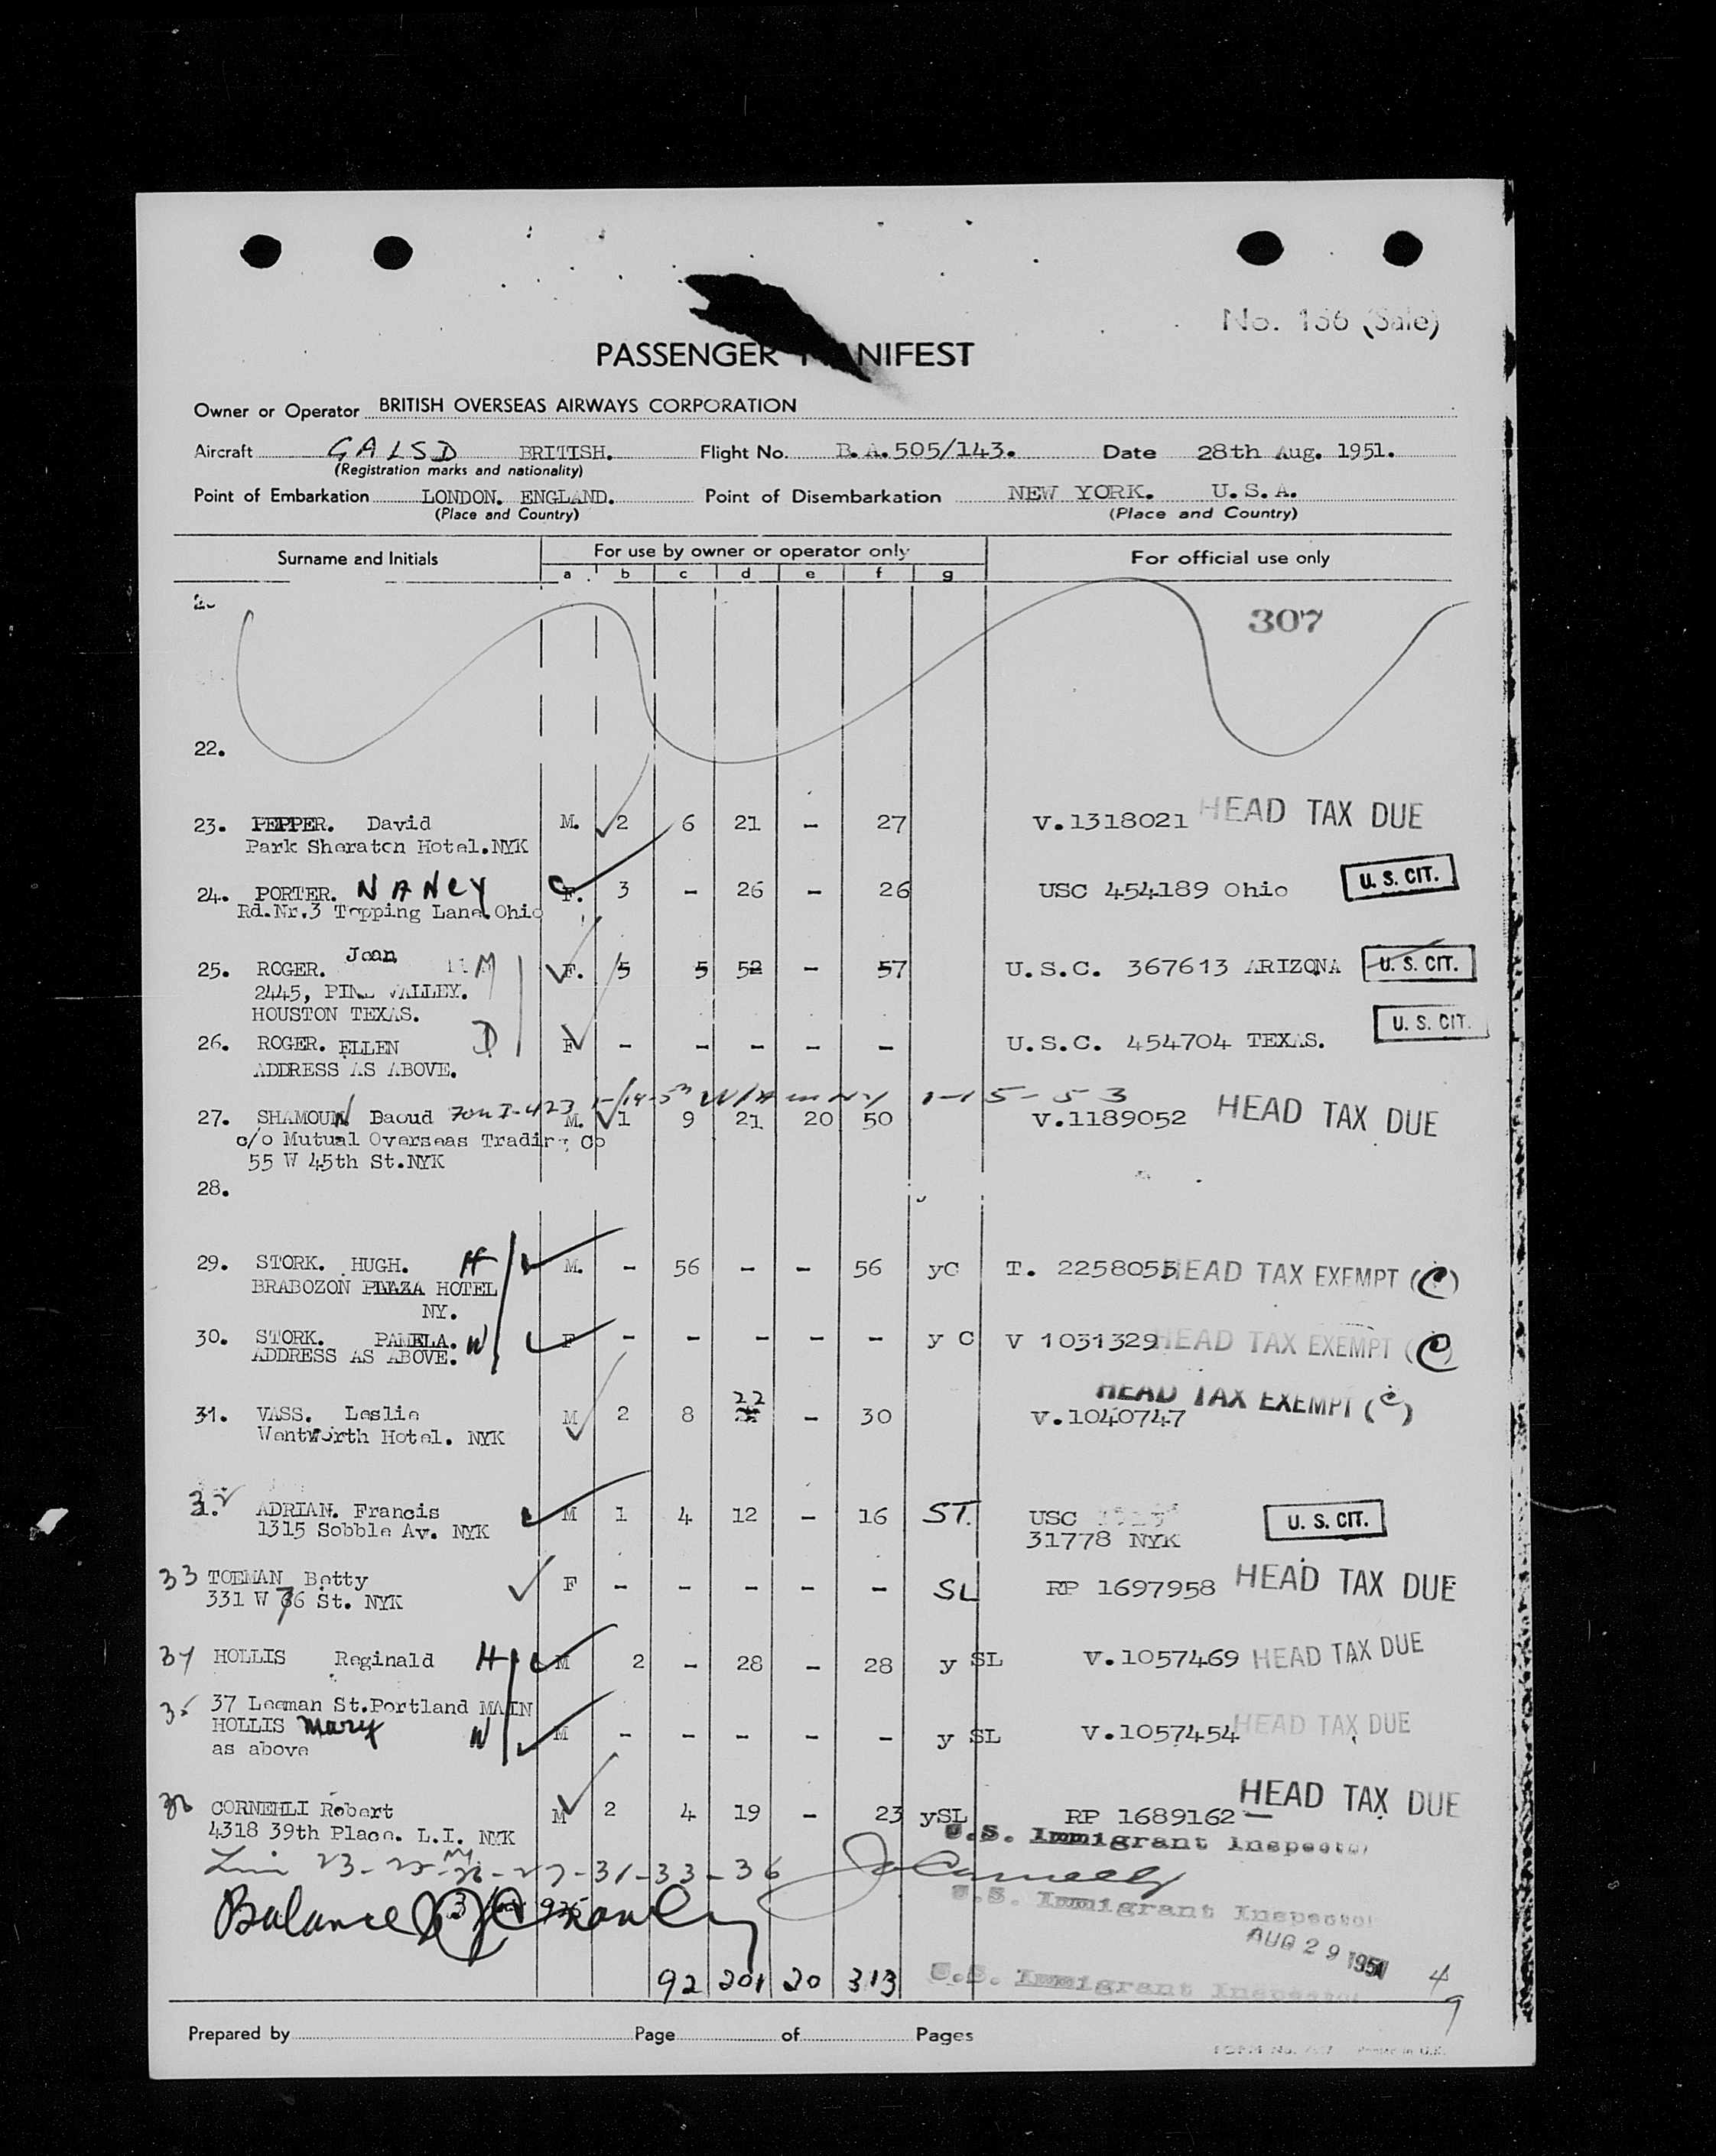 No. 156 (Sale)
PASSENGER MANIFEST
Owner or Operator BRITISH OVERSEAS AIRWAYS CORPORATION
Aircraft GALSD BRITISH. Flight No. B.A.505/143. Date 28th Aug. 1951.
(Registration marks and nationality)
Point of Embarkation LONDON. ENGLAND. Point of Disembarkation NEW YORK. U.S.A.
(Place and Country) (Place and Country)
Surname and Initials For use by owner or operator only For official use only
a b c d e f g
307
22.
23. PEPPER. David M. 2 6 21 - 27 V.1318021 HEAD TAX DUE
Park Sheraton Hotel.NYK
24. PORTER. NANCY F. 3 - 26 - 26 USC 454189 Ohio U. S. CIT.
Rd.Nr.3 Topping Lane.Ohio
25. ROGER. Joan M F. 5 5 52 - 57 U.S.C. 367613 ARIZONA U. S. CIT.
2445, PINE VALLEY.
HOUSTON TEXAS.
26. ROGER. ELLEN D F - - - - - U.S.C. 454704 TEXAS. U. S. CIT.
ADDRESS AS ABOVE.
1-15-53
27. SHAMOUN Daoud M. 1 9 21 20 50 V.1189052 HEAD TAX DUE
c/o Mutual Overseas Trading Co
55 W 45th St.NYK
28.
29. STORK. HUGH. H M. - 56 - - 56 yC T. 2258055 HEAD TAX EXEMPT (C)
BRABOZON PLAZA HOTEL
NY.
30. STORK. PAMELA. W F - - - - - y C V 1031329 HEAD TAX EXEMPT (C)
ADDRESS AS ABOVE.
31. VASS. Leslie M 2 8 22 - 30 V.1040747 HEAD TAX EXEMPT (C)
Wentworth Hotel. NYK
32 ADRIAN. Francis M 1 4 12 - 16 ST. USC U. S. CIT.
1315 Sobble Av. NYK 31778 NYK
33 TOEMAN Betty F - - - - - SL RP 1697958 HEAD TAX DUE
331 W 76 St. NYK
34 HOLLIS Reginald H M 2 - 28 - 28 y SL V.1057469 HEAD TAX DUE
35 37 Leeman St.Portland MAIN
HOLLIS Mary W M - - - - - y SL V.1057454 HEAD TAX DUE
as above
36 CORNEHLI Robert M 2 4 19 - 23 ySL RP 1689162 HEAD TAX DUE
4318 39th Place. L.I. NYK U.S. Immigrant Inspector
23-25-26-27-31-33-36
U.S. Immigrant Inspector
Balance
AUG 29 1951
92 201 20 313 U.S. Immigrant Inspector 4
9
Prepared by Page of Pages